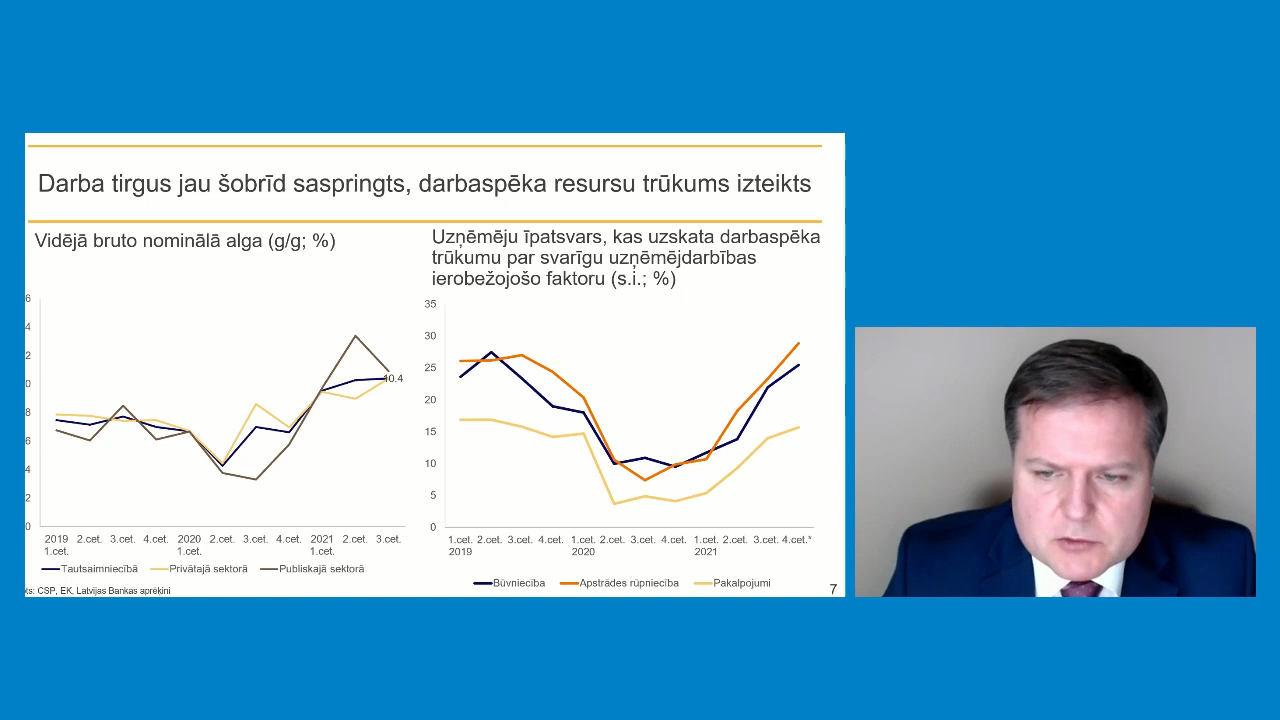 Darba tirgus jau šobrīd saspringts, darbaspēka resursu trūkums izteikts
Vidējā bruto nominālā alga (g/g; %)
6
4
2
0
8
6
4
2
0
10.4
2019 2.cet. 3.cet. 4.cet. 2020 2.cet. 3.cet. 4.cet. 2021 2.cet. 3.cet.
1.cet. 1.cet. 1.cet.
Tautsaimniecībā Privātajā sektorā Publiskajā sektorā
Uzņēmēju īpatsvars, kas uzskata darbaspēka
trūkumu par svarīgu uzņēmējdarbības
ierobežojošo faktoru (s.i.; %)
35
30
25
20
15
10
5
0
1.cet. 2.cet. 3.cet. 4.cet. 1.cet. 2.cet. 3.cet. 4.cet. 1.cet. 2.cet. 3.cet. 4.cet.*
2019 2020 2021
Būvniecība Apstrādes rūpniecība Pakalpojumi
ts: CSP, EK, Latvijas Bankas aprēķini
7